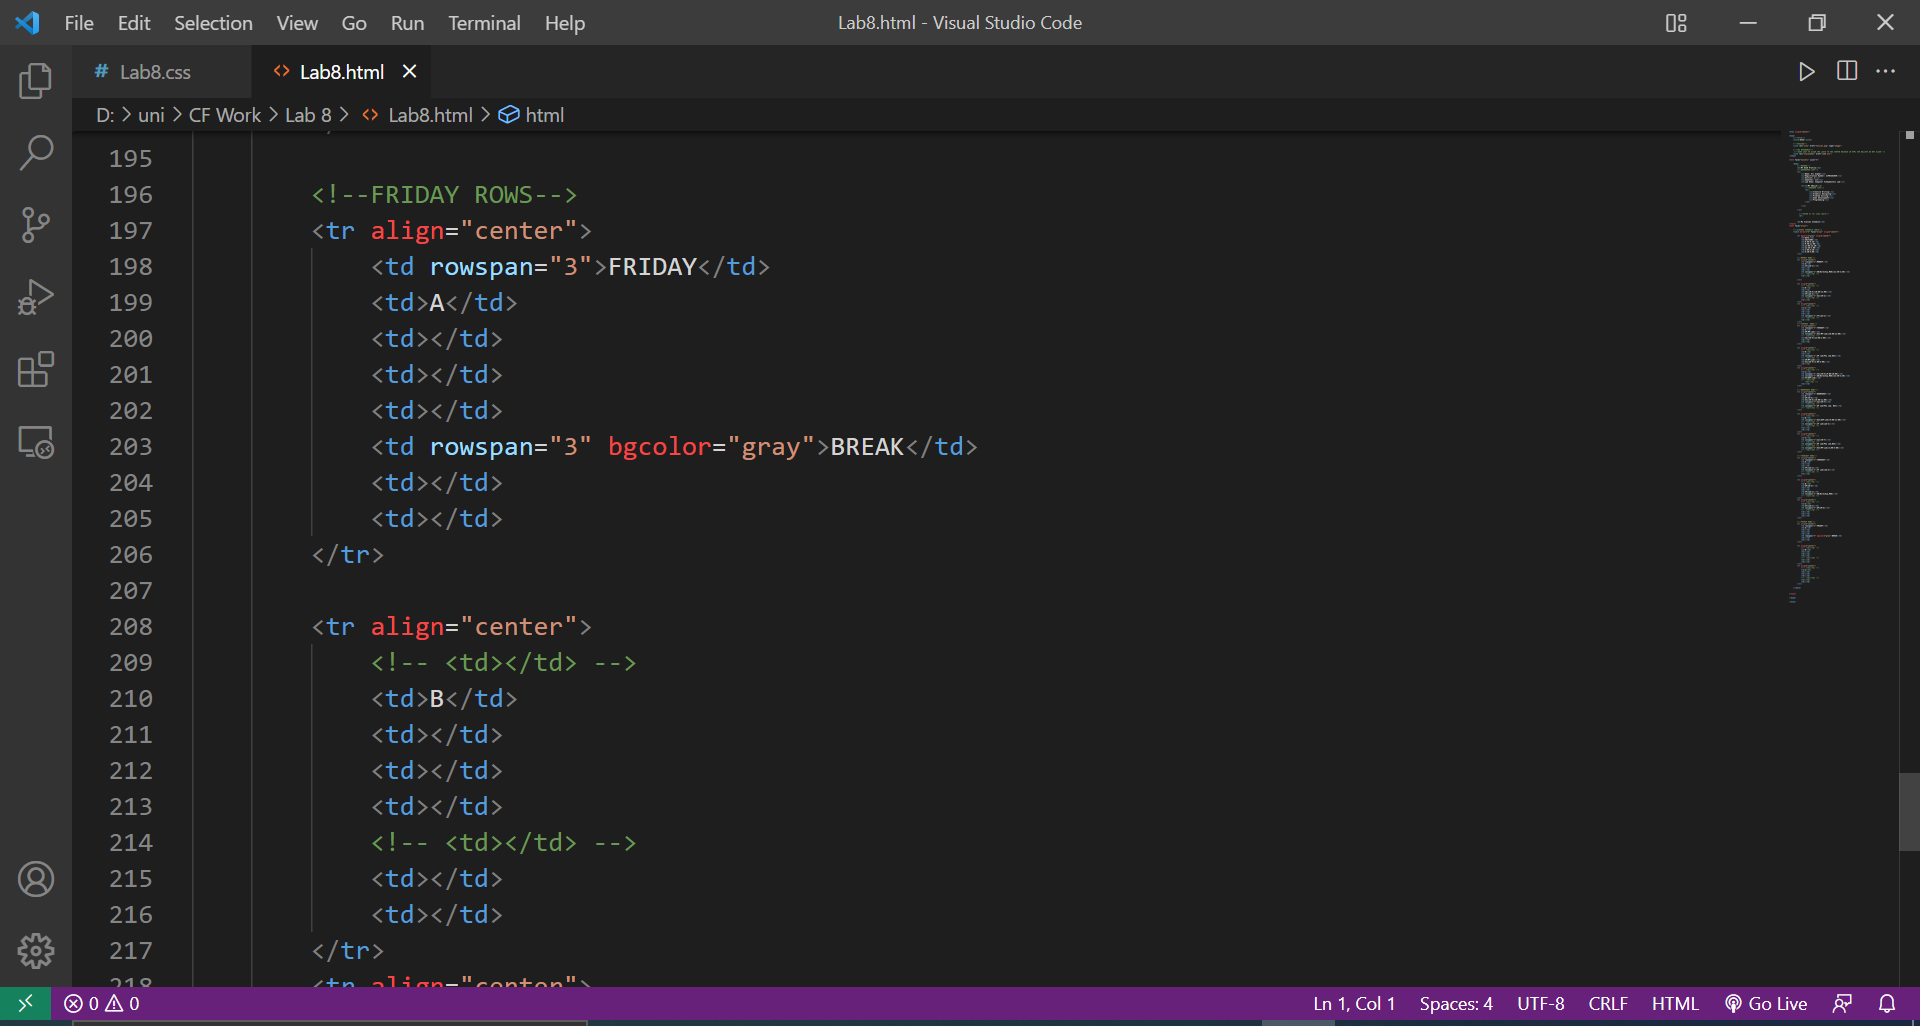 File Edit Selection View Go Run Terminal Help Lab8.html - Visual Studio Code
# Lab8.css <> Lab8.html
D: > uni > CF Work > Lab 8 > <> Lab8.html > html
195
196 <!--FRIDAY ROWS-->
197 <tr align="center">
198 <td rowspan="3">FRIDAY</td>
199 <td>A</td>
200 <td></td>
201 <td></td>
202 <td></td>
203 <td rowspan="3" bgcolor="gray">BREAK</td>
204 <td></td>
205 <td></td>
206 </tr>
207
208 <tr align="center">
209 <!-- <td></td> -->
210 <td>B</td>
211 <td></td>
212 <td></td>
213 <td></td>
214 <!-- <td></td> -->
215 <td></td>
216 <td></td>
217 </tr>
218 <tr align="center">
0 0 Ln 1, Col 1 Spaces: 4 UTF-8 CRLF HTML Go Live